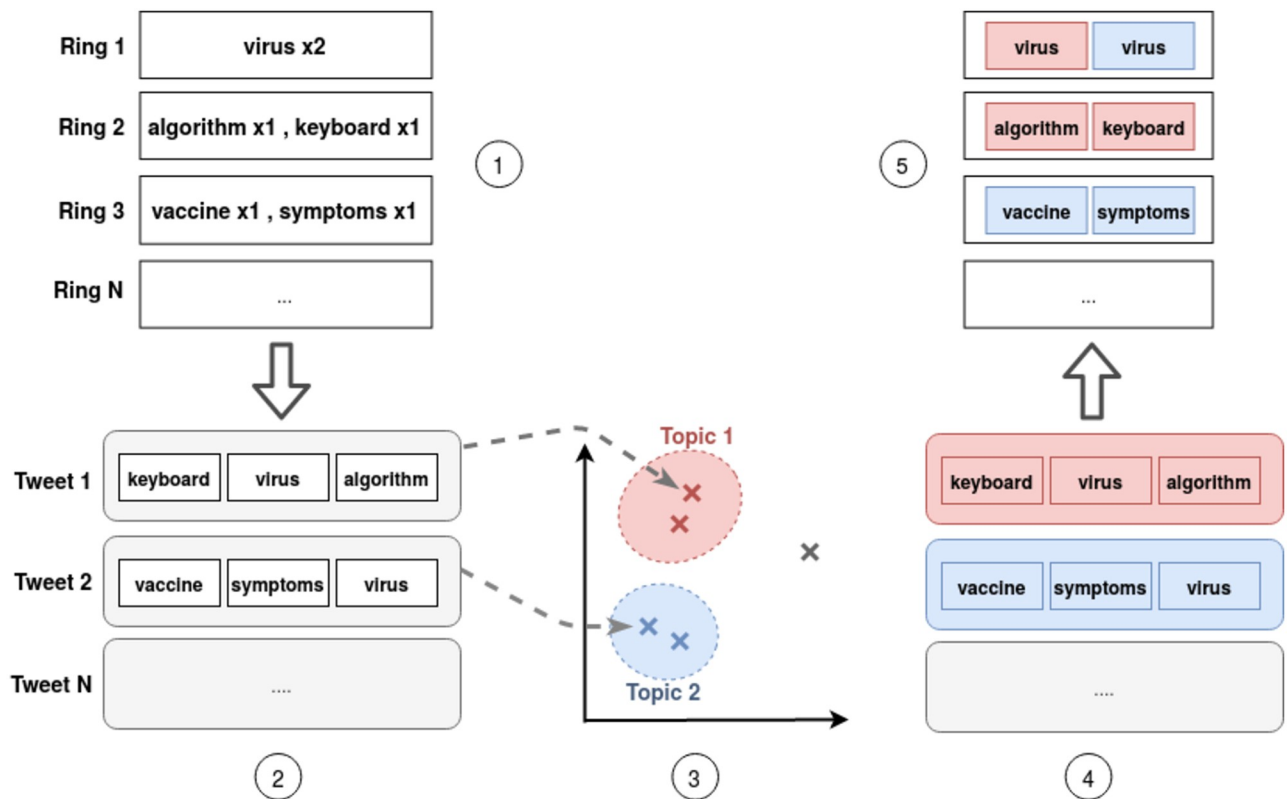 Ring 1
virus x2
Ring 2
algorithm x1 , keyboard x1
Ring 3
vaccine x1 , symptoms x1
Ring N
...
1
Tweet 1
keyboard virus algorithm
Tweet 2
vaccine symptoms virus
Tweet N
....
2
Topic 1
Topic 2
3
keyboard virus algorithm
vaccine symptoms virus
....
4
virus virus
algorithm keyboard
vaccine symptoms
...
5